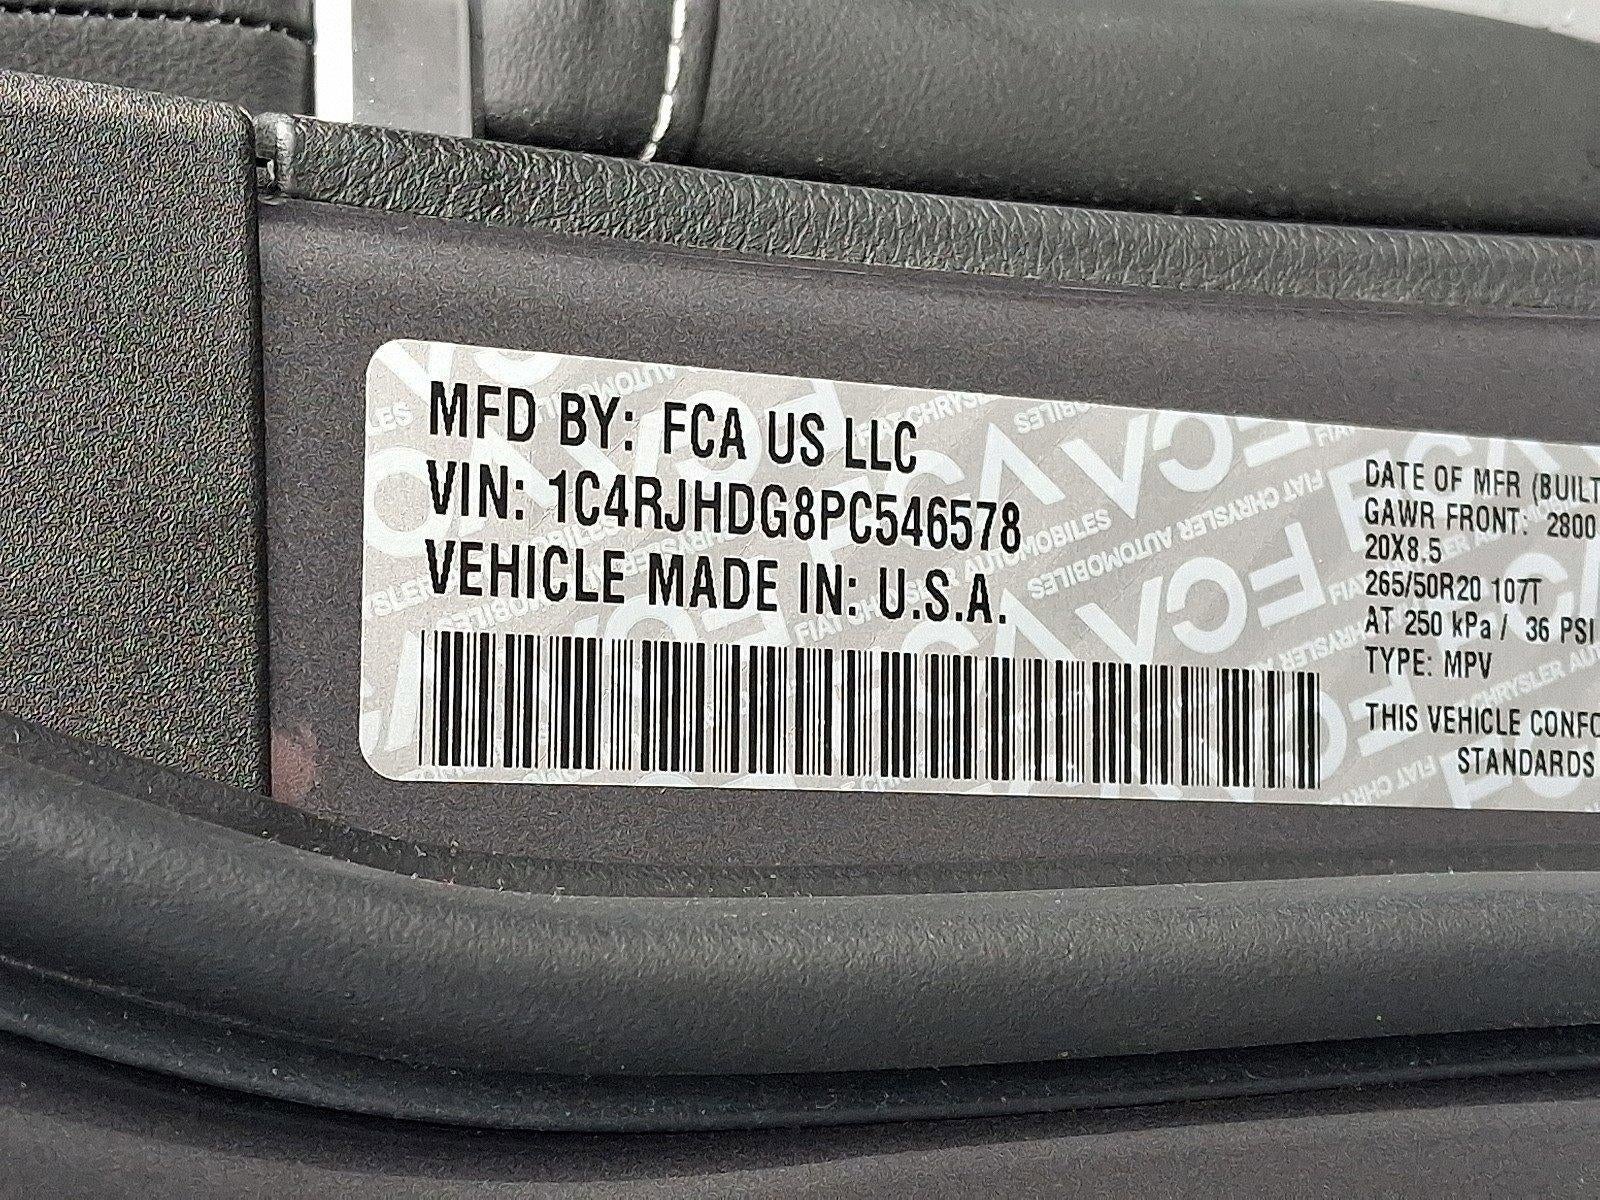 MFD BY: FCA US LLC
VIN: 1C4RJHDG8PC546578
VEHICLE MADE IN: U.S.A.
DATE OF MFR (BUILT
GAWR FRONT: 2800
20X8.5
265/50R20 107T
AT 250 kPa / 36 PSI
TYPE: MPV
THIS VEHICLE CONFO
STANDARDS